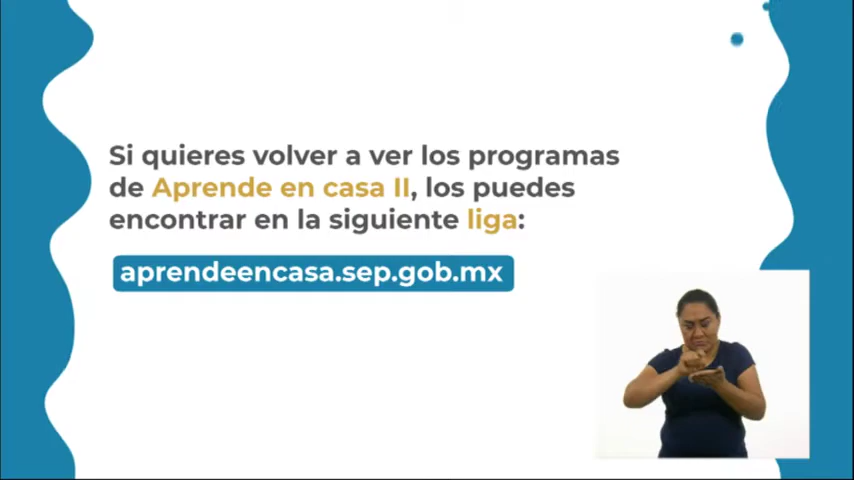 Si quieres volver a ver los programas
de Aprende en casa II, los puedes
encontrar en la siguiente liga:
aprendeencasa.sep.gob.mx